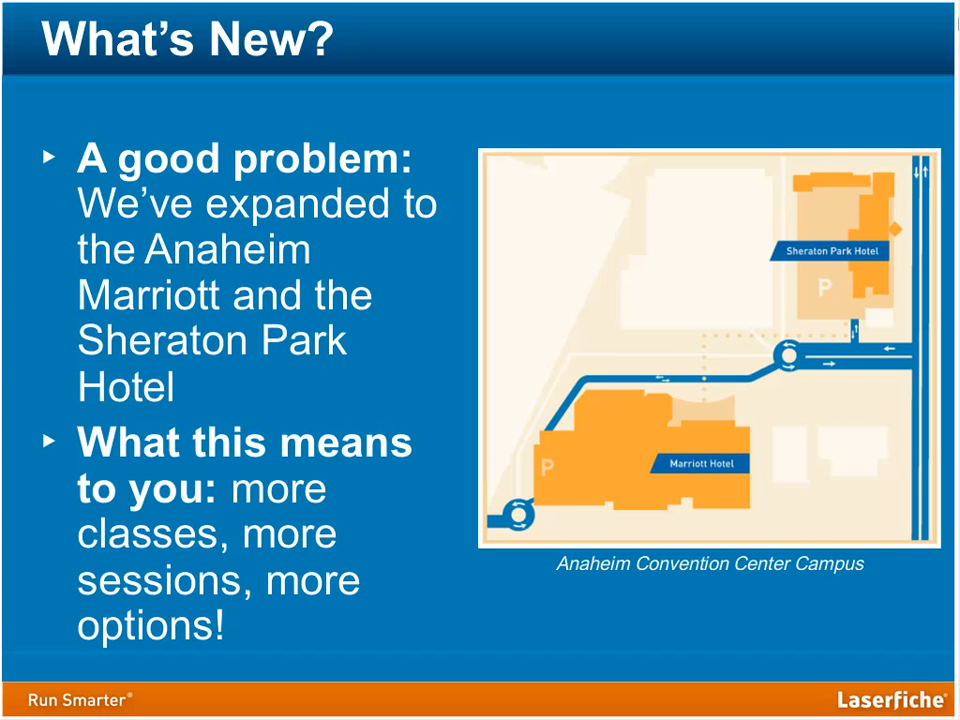 What's New?
‣ A good problem:
We've expanded to
the Anaheim
Marriott and the
Sheraton Park
Hotel
‣ What this means
to you: more
classes, more
sessions, more
options!
Sheraton Park Hotel
P
P
Marriott Hotel
Anaheim Convention Center Campus
Run Smarter®
Laserfiche®